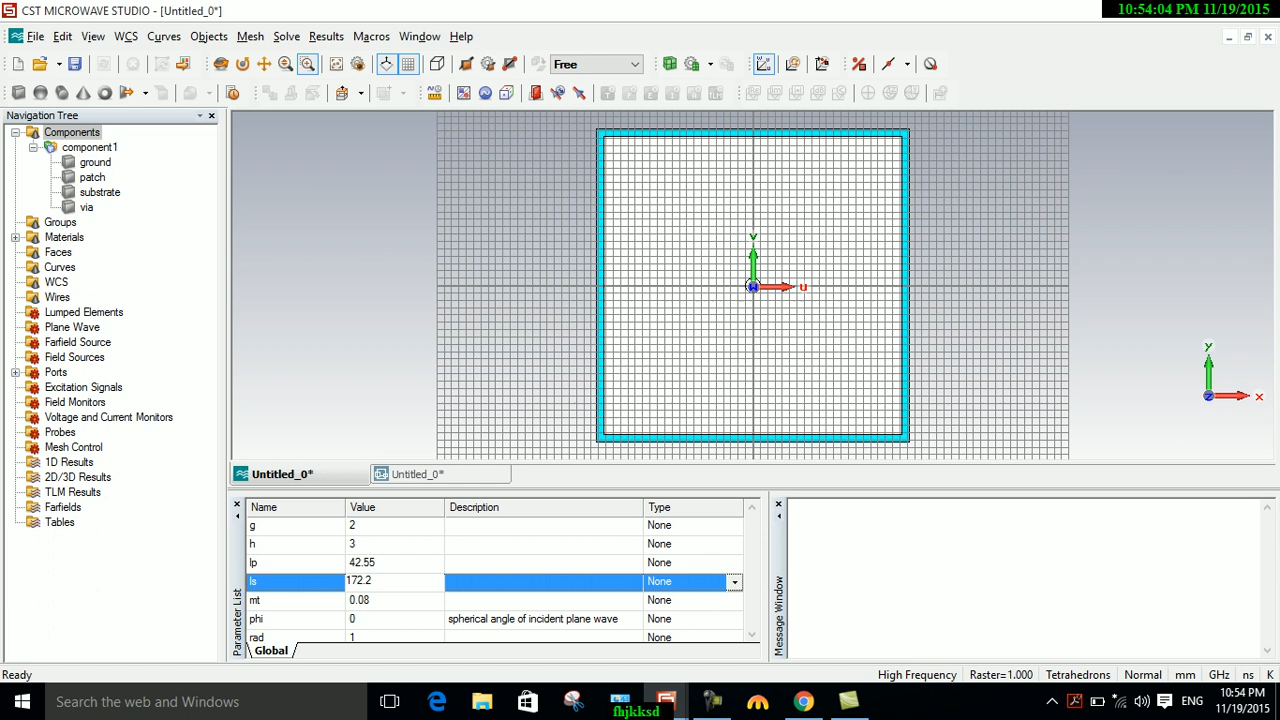 CST MICROWAVE STUDIO - [Untitled_0*]
10:54:04 PM 11/19/2015
File Edit View WCS Curves Objects Mesh Solve Results Macros Window Help
Free
Navigation Tree
Components
component1
ground
patch
substrate
via
Groups
Materials
Faces
Curves
WCS
Wires
Lumped Elements
Plane Wave
Farfield Source
Field Sources
Ports
Excitation Signals
Field Monitors
Voltage and Current Monitors
Probes
Mesh Control
1D Results
2D/3D Results
TLM Results
Farfields
Tables
v
u
y
x
z
Untitled_0* Untitled_0*
Parameter List
Name Value Description Type
g 2 None
h 3 None
lp 42.55 None
ls 172.2 None
mt 0.08 None
phi 0 spherical angle of incident plane wave None
rad 1 None
Global
Message Window
Ready
High Frequency Raster=1.000 Tetrahedrons Normal mm GHz ns K
Search the web and Windows
fhjkksd
ENG
10:54 PM
11/19/2015